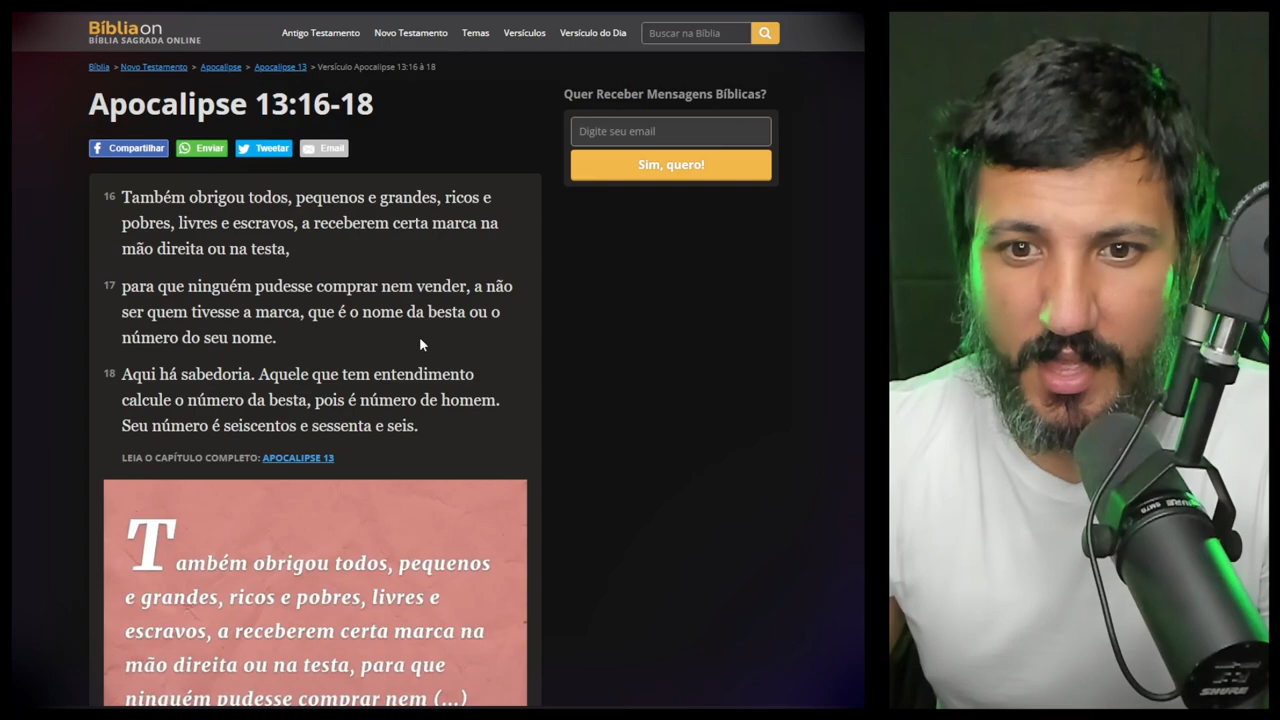 Bíbliaon
BÍBLIA SAGRADA ONLINE
Antigo Testamento Novo Testamento Temas Versículos Versículo do Dia
Buscar na Bíblia
Bíblia > Novo Testamento > Apocalipse > Apocalipse 13 > Versículo Apocalipse 13:16 à 18
Apocalipse 13:16-18
Compartilhar Enviar Tweetar Email
16 Também obrigou todos, pequenos e grandes, ricos e
pobres, livres e escravos, a receberem certa marca na
mão direita ou na testa,
17 para que ninguém pudesse comprar nem vender, a não
ser quem tivesse a marca, que é o nome da besta ou o
número do seu nome.
18 Aqui há sabedoria. Aquele que tem entendimento
calcule o número da besta, pois é número de homem.
Seu número é seiscentos e sessenta e seis.
LEIA O CAPÍTULO COMPLETO: APOCALIPSE 13
Também obrigou todos, pequenos
e grandes, ricos e pobres, livres e
escravos, a receberem certa marca na
mão direita ou na testa, para que
ninguém pudesse comprar nem (...)
Quer Receber Mensagens Bíblicas?
Digite seu email
Sim, quero!
SHURE